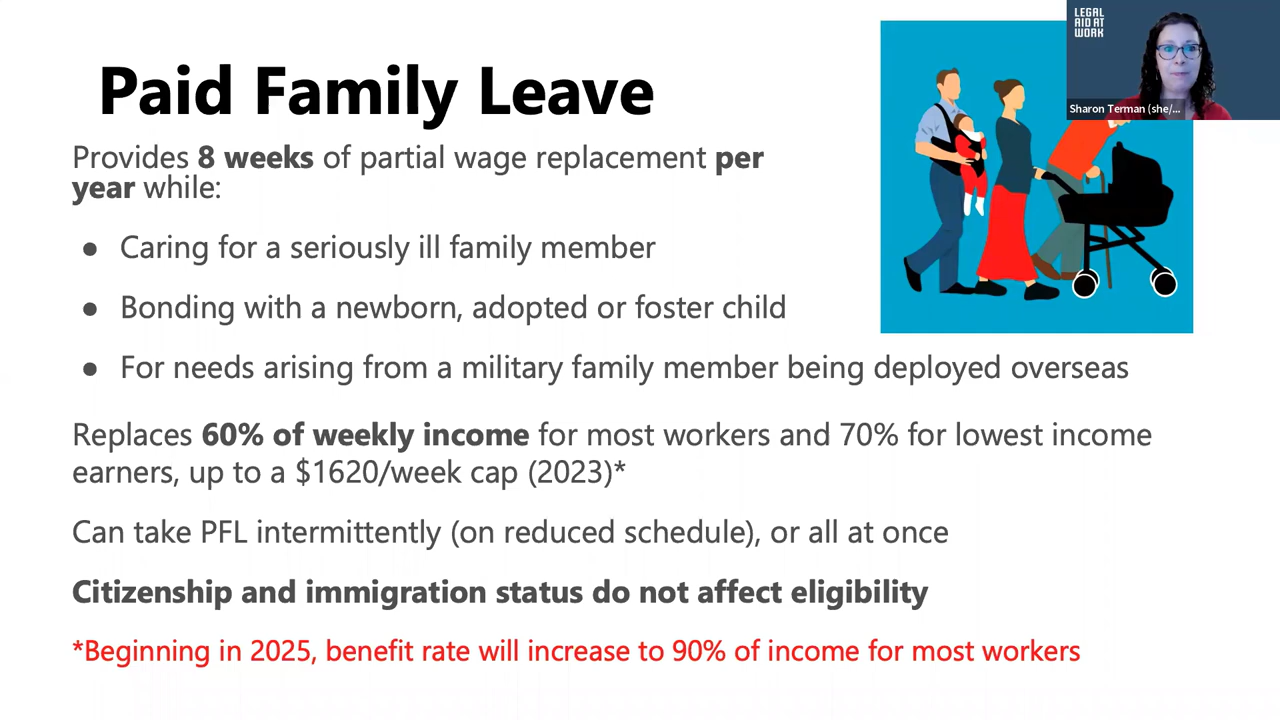 Paid Family Leave
Provides 8 weeks of partial wage replacement per
year while:
● Caring for a seriously ill family member
● Bonding with a newborn, adopted or foster child
● For needs arising from a military family member being deployed overseas
Replaces 60% of weekly income for most workers and 70% for lowest income
earners, up to a $1620/week cap (2023)*
Can take PFL intermittently (on reduced schedule), or all at once
Citizenship and immigration status do not affect eligibility
*Beginning in 2025, benefit rate will increase to 90% of income for most workers
LEGAL
AID AT
WORK
Sharon Terman (she/...